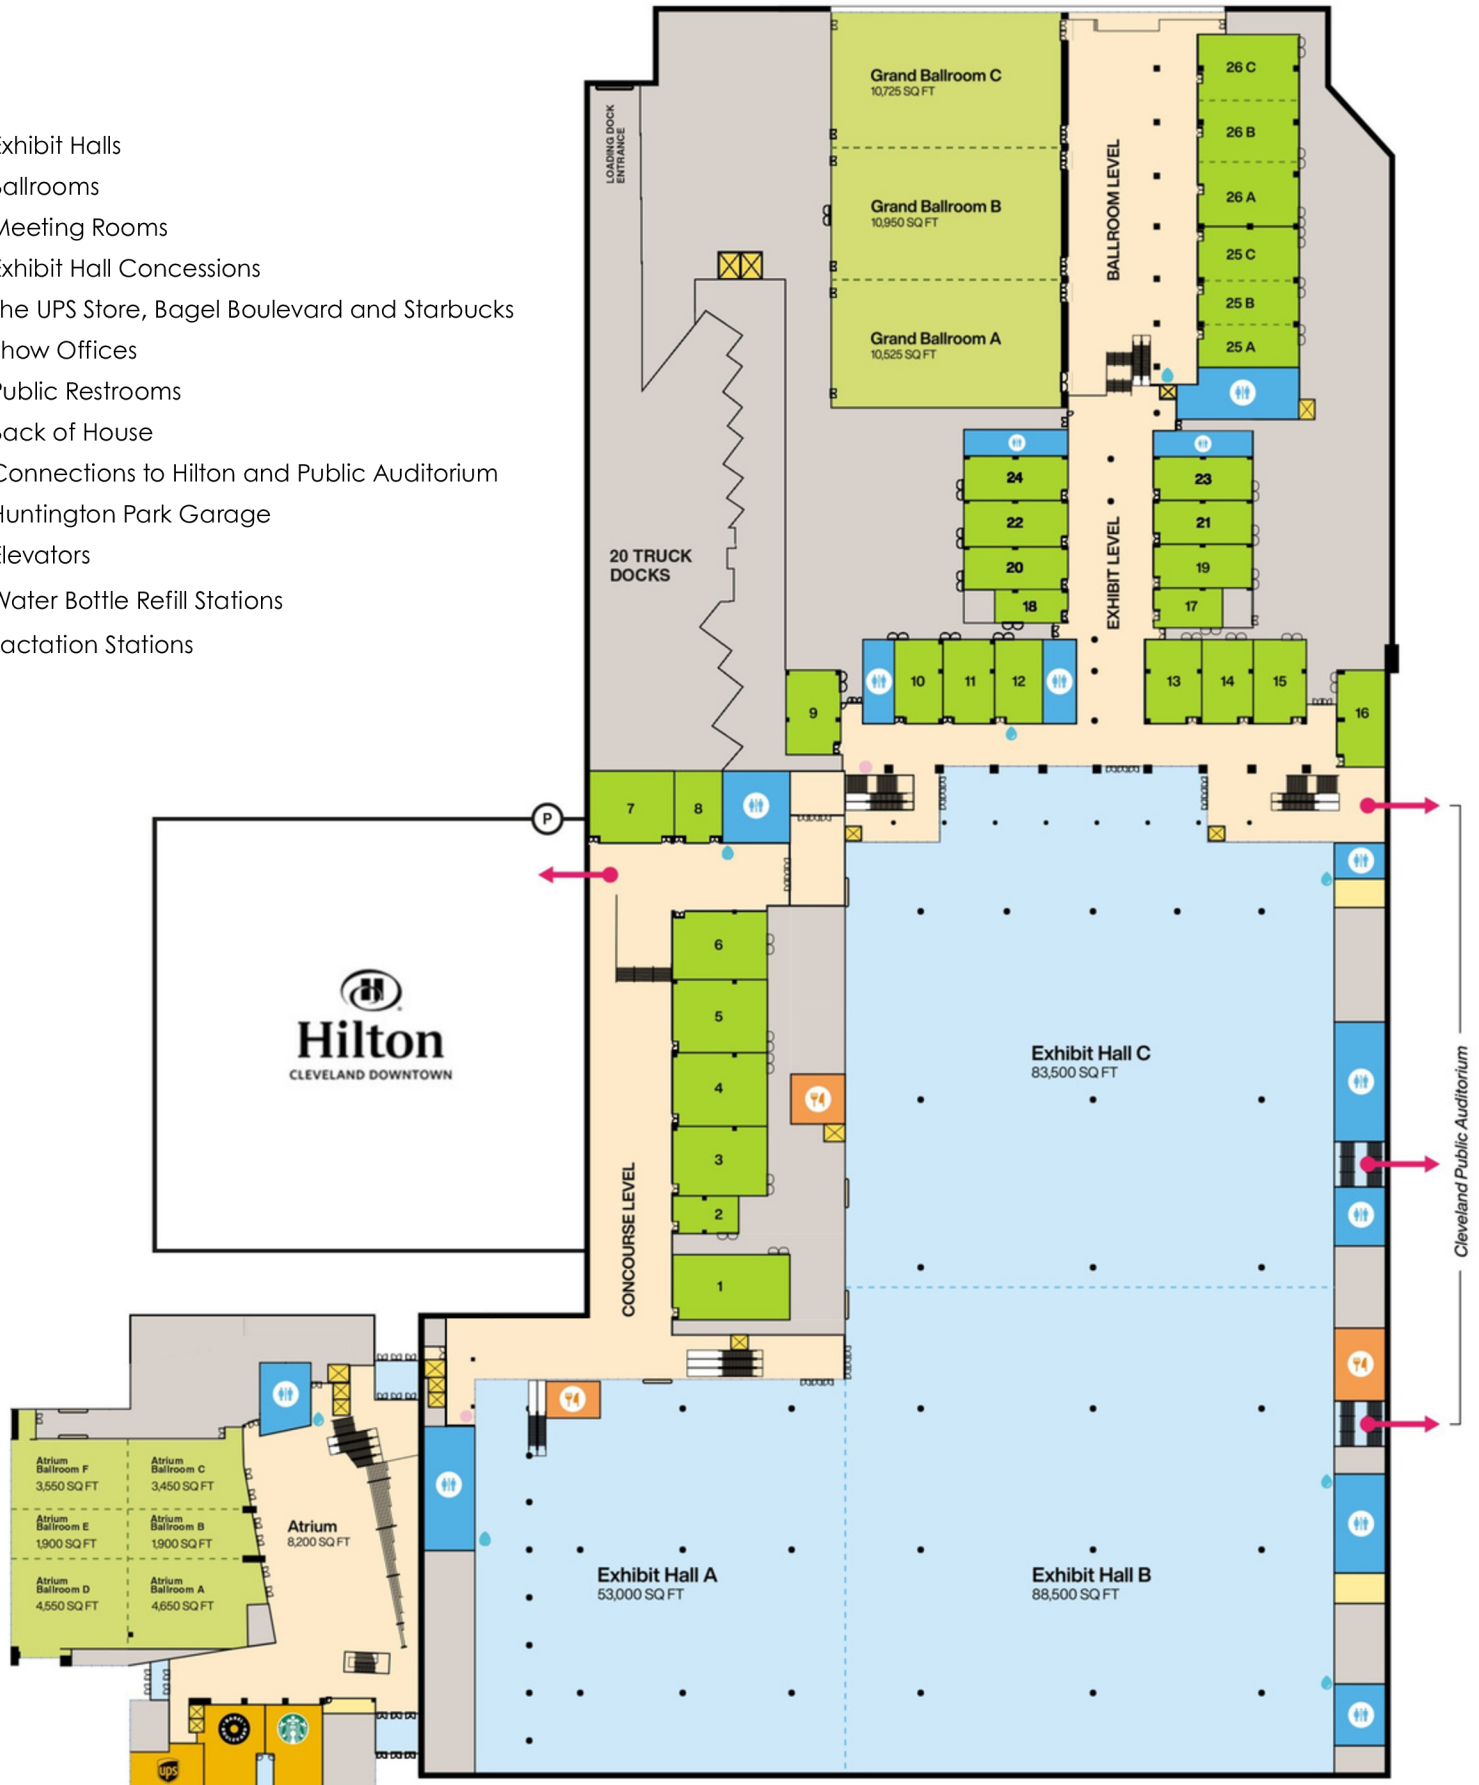 xhibit Halls
allrooms
Meeting Rooms
xhibit Hall Concessions
he UPS Store, Bagel Boulevard and Starbucks
how Offices
Public Restrooms
Back of House
Connections to Hilton and Public Auditorium
Huntington Park Garage
Elevators
Water Bottle Refill Stations
actation Stations
LOADING DOCK
ENTRANCE
Grand Ballroom C
10,725 SQ FT
Grand Ballroom B
10,950 SQ FT
Grand Ballroom A
10,525 SQ FT
BALLROOM LEVEL
26 C
26 B
26 A
25 C
25 B
25 A
20 TRUCK
DOCKS
24
22
20
18
EXHIBIT LEVEL
23
21
19
17
9
10
11
12
13
14
15
16
7
8
P
Hilton
CLEVELAND DOWNTOWN
6
5
4
3
2
1
CONCOURSE LEVEL
Exhibit Hall C
83,500 SQ FT
Cleveland Public Auditorium
Atrium
Ballroom F
3,550 SQ FT
Atrium
Ballroom C
3,450 SQ FT
Atrium
Ballroom E
1,900 SQ FT
Atrium
Ballroom B
1,900 SQ FT
Atrium
Ballroom D
4,550 SQ FT
Atrium
Ballroom A
4,650 SQ FT
Atrium
8,200 SQ FT
Exhibit Hall A
53,000 SQ FT
Exhibit Hall B
88,500 SQ FT
ups